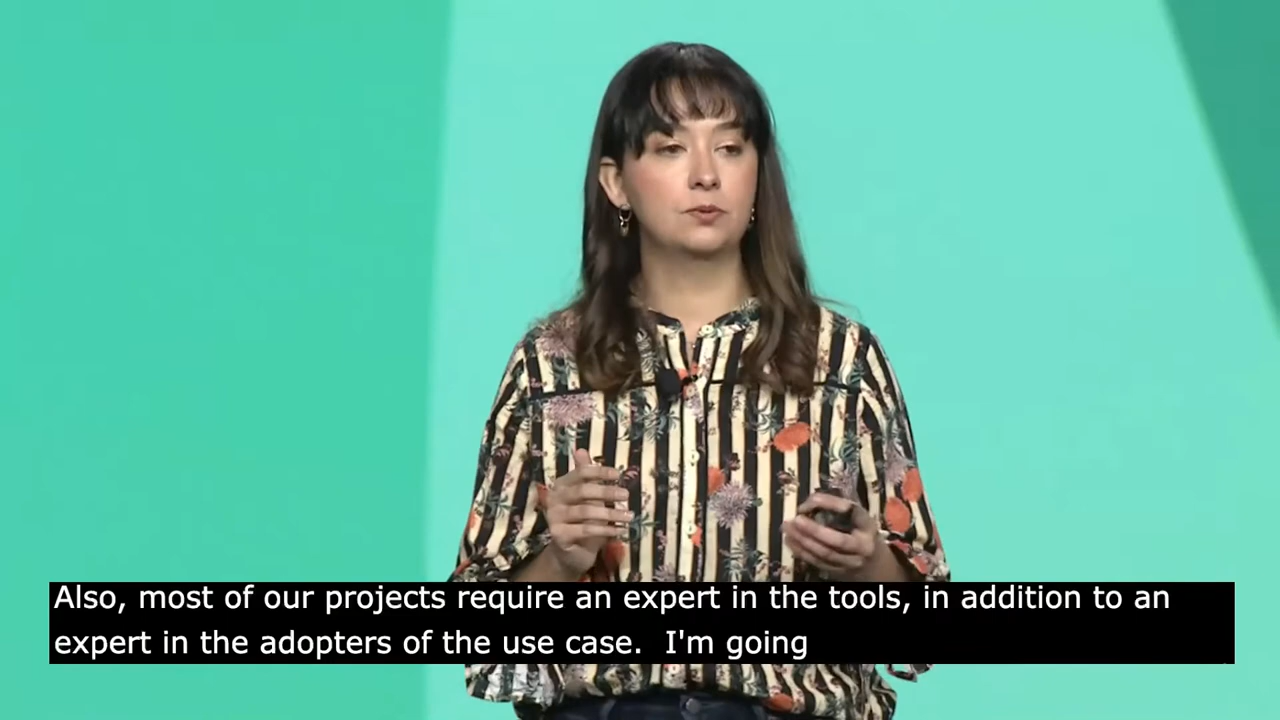 Also, most of our projects require an expert in the tools, in addition to an
expert in the adopters of the use case.  I'm going